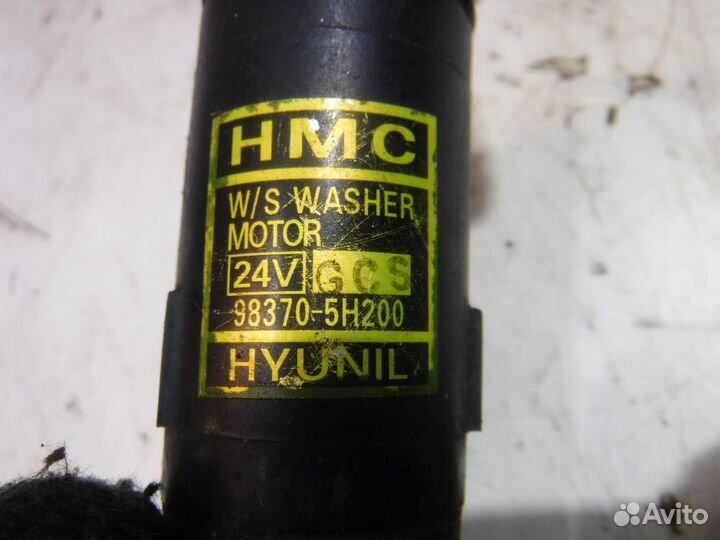 HMC
W/S WASHER
MOTOR
24V GCS
98370-5H200
HYUNIL
Avito